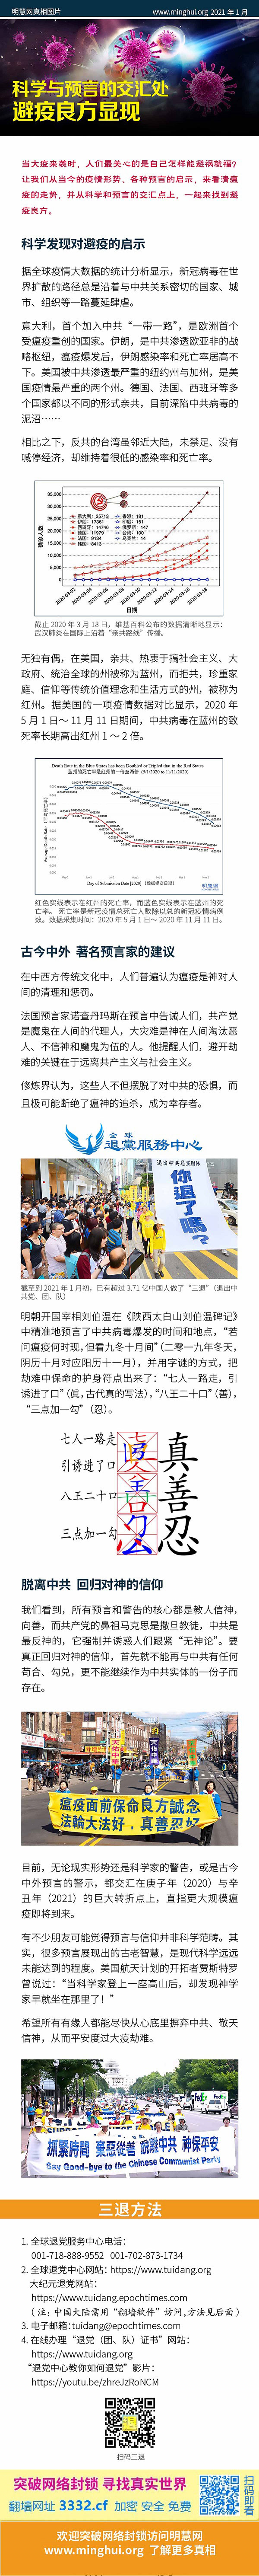 明慧网真相图片
www.minghui.org 2021 年 1 月
科学与预言的交汇处
避疫良方显现
当大疫来袭时，人们最关心的是自己怎样能避祸就福？
让我们从当今的疫情形势、各种预言的启示，来看清瘟
疫的走势，并从科学和预言的交汇点上，一起来找到避
疫良方。
科学发现对避疫的启示
据全球疫情大数据的统计分析显示，新冠病毒在世
界扩散的路径总是沿着与中共关系密切的国家、城
市、组织等一路蔓延肆虐。
意大利，首个加入中共“一带一路”，是欧洲首个
受瘟疫重创的国家。伊朗，是中共渗透欧亚非的战
略枢纽，瘟疫爆发后，伊朗感染率和死亡率居高不
下。美国被中共渗透最严重的纽约州与加州，是美
国疫情最严重的两个州。德国、法国、西班牙等多
个国家都以不同的形式亲共，目前深陷中共病毒的
泥沼……
相比之下，反共的台湾虽邻近大陆，未禁足、没有
喊停经济，却维持着很低的感染率和死亡率。
确诊人数
35,000
30,000
25,000
20,000
15,000
10,000
5,000
0
意大利：35713
伊朗：17361
西班牙：14746
德国：11979
法国：9134
韩国：8413
香港：181
印度：151
俄罗斯：147
台湾：100
乌克兰：14
2020-03-02
2020-03-04
2020-03-06
2020-03-08
2020-03-10
2020-03-12
2020-03-14
2020-03-16
2020-03-18
日期
截止 2020 年 3 月 18 日，维基百科公布的数据清晰地显示：
武汉肺炎在国际上沿着“亲共路线”传播。
无独有偶，在美国，亲共、热衷于搞社会主义、大
政府、统治全球的州被称为蓝州，而拒共，珍重家
庭、信仰等传统价值理念和生活方式的州，被称为
红州。据美国的一项疫情数据对比显示，2020 年
5 月 1 日～ 11 月 11 日期间，中共病毒在蓝州的致
死率长期高出红州 1 ～ 2 倍。
Death Rate in the Blue States has been Doubled or Tripled that in the Red States
蓝州的死亡率是红州的一倍至两倍 (5/1/2020 to 11/11/2020)
Day of Submission Date [2020]
明慧网
红色实线表示在红州的死亡率，而蓝色实线表示在蓝州的死
亡率。 死亡率是新冠疫情总死亡人数除以总的新冠疫情病例
数。数据采集时间：2020 年 5 月 1 日～ 2020 年 11 月 11 日。
古今中外 著名预言家的建议
在中西方传统文化中，人们普遍认为瘟疫是神对人
间的清理和惩罚。
法国预言家诺查丹玛斯在预言中告诫人们，共产党
是魔鬼在人间的代理人，大灾难是神在人间淘汰恶
人、不信神和魔鬼为伍的人。他提醒人们，避开劫
难的关键在于远离共产主义与社会主义。
修炼界认为，这些人不但摆脱了对中共的恐惧，而
且极可能断绝了瘟神的追杀，成为幸存者。
全球
退黨服務中心
你退了嗎？
截至到 2021 年 1 月初，已有超过 3.71 亿中国人做了“三退”（退出中
共党、团、队）
明朝开国宰相刘伯温在《陕西太白山刘伯温碑记》
中精准地预言了中共病毒爆发的时间和地点，“若
问瘟疫何时现，但看九冬十月间”（二零一九年冬天，
阴历十月对应阳历十一月），并用字谜的方式，把
劫难中保命的护身符点出来了：“七人一路走，引
诱进了口”（真，古代真的写法），“八王二十口”（善），
“三点加一勾”（忍）。
七人一路走
引诱进了口
八王二十口
三点加一勾
真
善
忍
脱离中共 回归对神的信仰
我们看到，所有预言和警告的核心都是教人信神，
向善，而共产党的鼻祖马克思是撒旦教徒，中共是
最反神的，它强制并诱惑人们跟紧“无神论”。要
真正回归对神的信仰，首先就不能再与中共有任何
苟合、勾兑，更不能继续作为中共实体的一份子而
存在。
天佑中華
瘟疫面前保命良方誠念
法輪大法好，真善忍好
目前，无论现实形势还是科学家的警告，或是古今
中外预言的警示，都交汇在庚子年（2020）与辛
丑年（2021）的巨大转折点上，直指更大规模瘟
疫即将到来。
有不少朋友可能觉得预言与信仰并非科学范畴。其
实，很多预言展现出的古老智慧，是现代科学远远
未能达到的程度。美国航天计划的开拓者贾斯特罗
曾说过：“当科学家登上一座高山后，却发现神学
家早就坐在那里了！”
希望所有有缘人都能尽快从心底里摒弃中共、敬天
信神，从而平安度过大疫劫难。
FedEx
抓紧時間 棄惡從善 脫離中共 神保平安
Say Good-bye to the Chinese Communist Party
三退方法
1. 全球退党服务中心电话：
001-718-888-9552 001-702-873-1734
2. 全球退党中心网站：https://www.tuidang.org
大纪元退党网站：
https://www.tuidang.epochtimes.com
（注：中国大陆需用“翻墙软件”访问，方法见后面）
3. 电子邮箱：tuidang@epochtimes.com
4. 在线办理“退党（团、队）证书”网站：
https://www.tuidang.org
“退党中心教你如何退党”影片：
https://youtu.be/zhreJzRoNCM
扫码三退
突破网络封锁 寻找真实世界
翻墙网址 3332.cf 加密 安全 免费
扫码即看
欢迎突破网络封锁访问明慧网
www.minghui.org 了解更多真相